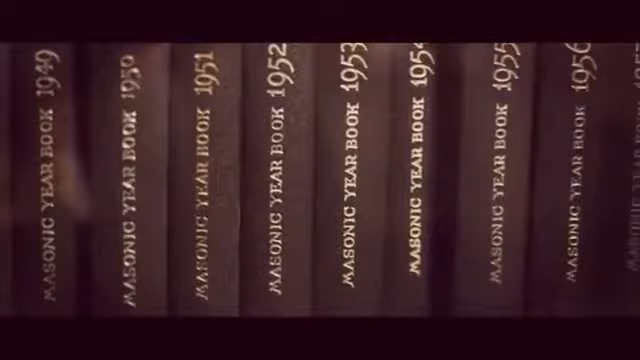 MASONIC YEAR BOOK 1949
MASONIC YEAR BOOK 1950
MASONIC YEAR BOOK 1951
MASONIC YEAR BOOK 1952
MASONIC YEAR BOOK 1953
MASONIC YEAR BOOK 1954
MASONIC YEAR BOOK 1955
MASONIC YEAR BOOK 1956